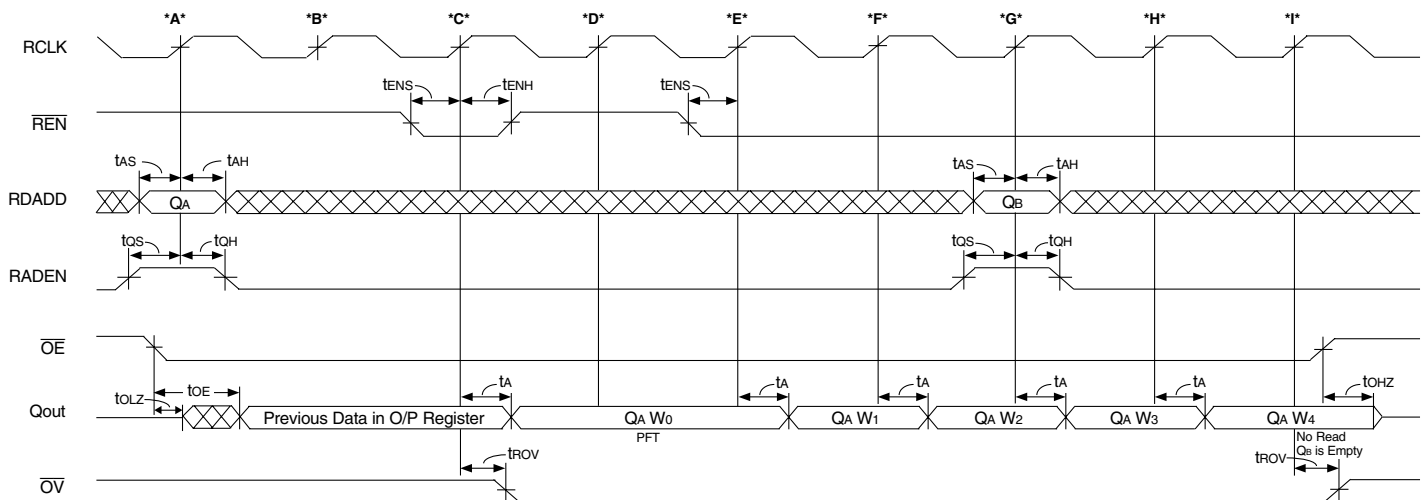 *A* *B* *C* *D* *E* *F* *G* *H* *I*
RCLK
tENS tENH tENS
REN
tAS tAH tAS tAH
RDADD QA QB
tQS tQH tQS tQH
RADEN
OE
tOLZ tOE tA tA tA tA tA tOHZ
Qout Previous Data in O/P Register QA W0 QA W1 QA W2 QA W3 QA W4
PFT No Read
QB is Empty
tROV tROV
OV